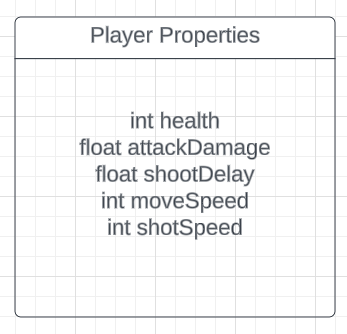 Player Properties
int health
float attackDamage
float shootDelay
int moveSpeed
int shotSpeed